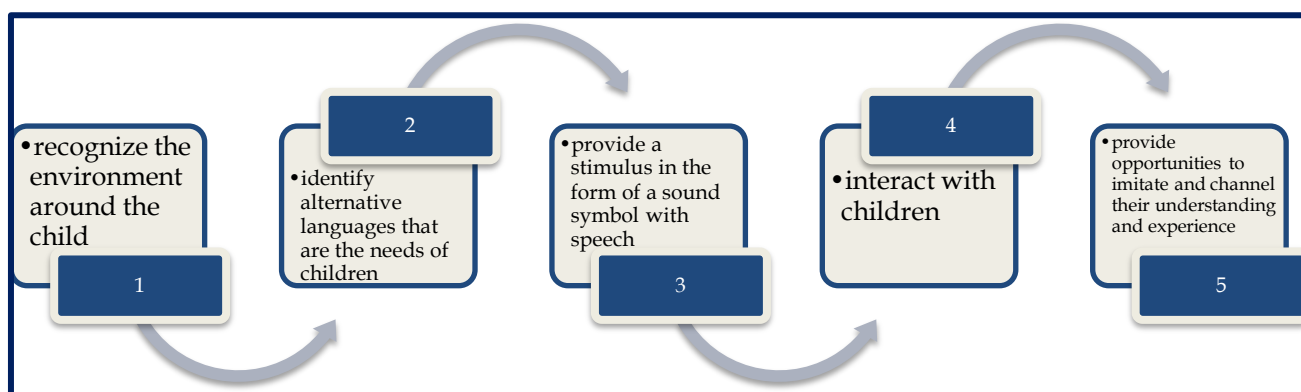 •recognize the
environment
around the
child
1
2
•identify
alternative
languages that
are the needs of
children
•provide a
stimulus in the
form of a sound
symbol with
speech
3
4
•interact with
children
•provide
opportunities to
imitate and channel
their understanding
and experience
5